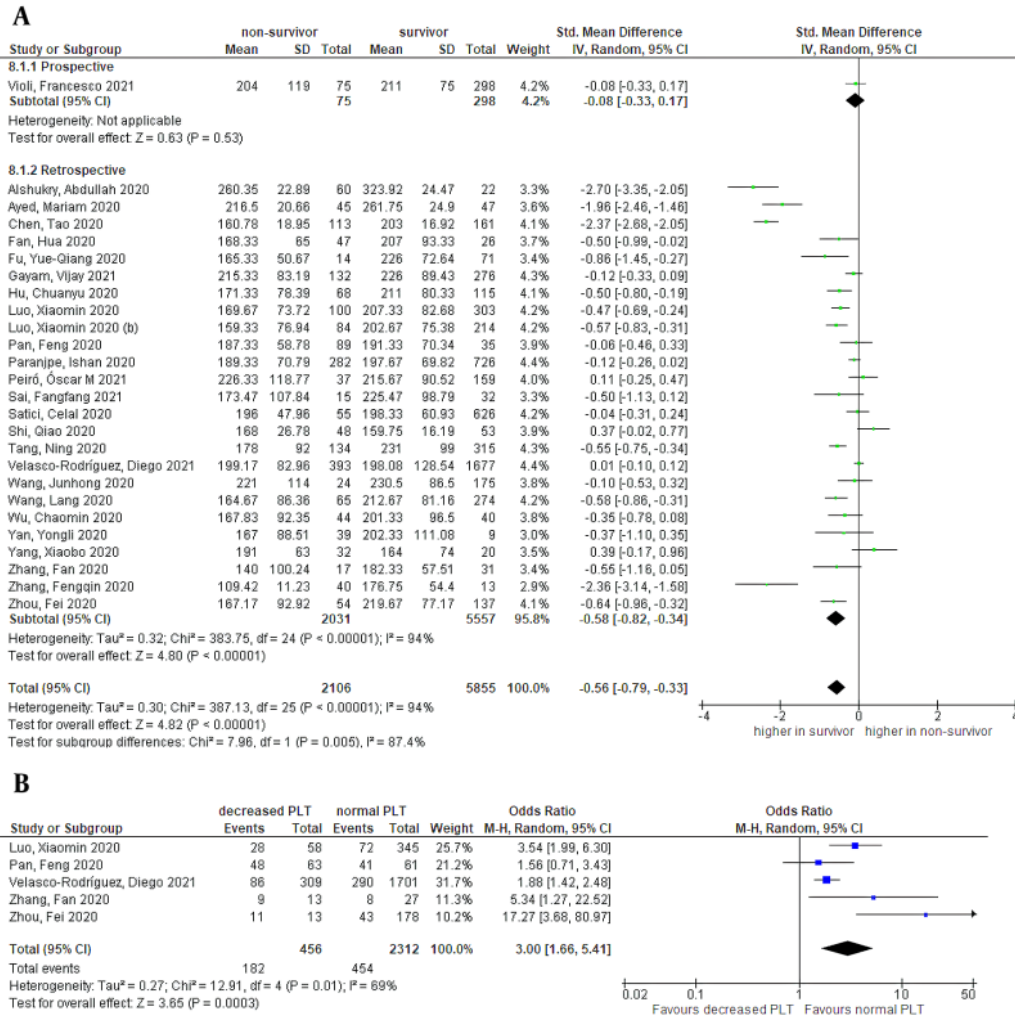 A
non-survivor survivor Std. Mean Difference Std. Mean Difference
Study or Subgroup Mean SD Total Mean SD Total Weight IV, Random, 95% CI IV, Random, 95% CI
8.1.1 Prospective
Violi, Francesco 2021 204 119 75 211 75 298 4.2% -0.08 [-0.33, 0.17]
Subtotal (95% CI) 75 298 4.2% -0.08 [-0.33, 0.17]
Heterogeneity: Not applicable
Test for overall effect: Z = 0.63 (P = 0.53)
8.1.2 Retrospective
Alshukry, Abdullah 2020 260.35 22.89 60 323.92 24.47 22 3.3% -2.70 [-3.35, -2.05]
Ayed, Mariam 2020 216.5 20.66 45 261.75 24.9 47 3.6% -1.96 [-2.46, -1.46]
Chen, Tao 2020 160.78 18.95 113 203 16.92 161 4.1% -2.37 [-2.68, -2.05]
Fan, Hua 2020 168.33 65 47 207 93.33 26 3.7% -0.50 [-0.99, -0.02]
Fu, Yue-Qiang 2020 165.33 50.67 14 226 72.64 71 3.4% -0.86 [-1.45, -0.27]
Gayam, Vijay 2021 215.33 83.19 132 226 89.43 276 4.3% -0.12 [-0.33, 0.09]
Hu, Chuanyu 2020 171.33 78.39 68 211 80.33 115 4.1% -0.50 [-0.80, -0.19]
Luo, Xiaomin 2020 169.67 73.72 100 207.33 82.68 303 4.2% -0.47 [-0.69, -0.24]
Luo, Xiaomin 2020 (b) 159.33 76.94 84 202.67 75.38 214 4.2% -0.57 [-0.83, -0.31]
Pan, Feng 2020 187.33 58.78 89 191.33 70.34 35 3.9% -0.06 [-0.46, 0.33]
Paranjpe, Ishan 2020 189.33 70.79 282 197.67 69.82 726 4.4% -0.12 [-0.26, 0.02]
Peiró, Óscar M 2021 226.33 118.77 37 215.67 90.52 159 4.0% 0.11 [-0.25, 0.47]
Sai, Fangfang 2021 173.47 107.84 15 225.47 98.79 32 3.3% -0.50 [-1.13, 0.12]
Satici, Celal 2020 196 47.96 55 198.33 60.93 626 4.2% -0.04 [-0.31, 0.24]
Shi, Qiao 2020 168 26.78 48 159.75 16.19 53 3.9% 0.37 [-0.02, 0.77]
Tang, Ning 2020 178 92 134 231 99 315 4.3% -0.55 [-0.75, -0.34]
Velasco-Rodríguez, Diego 2021 199.17 82.96 393 198.08 128.54 1677 4.4% 0.01 [-0.10, 0.12]
Wang, Junhong 2020 221 114 24 230.5 86.5 175 3.9% -0.10 [-0.53, 0.32]
Wang, Lang 2020 164.67 86.36 65 212.67 81.16 274 4.2% -0.58 [-0.86, -0.31]
Wu, Chaomin 2020 167.83 92.35 44 201.33 96.5 40 3.8% -0.35 [-0.78, 0.08]
Yan, Yongli 2020 167 88.51 39 202.33 111.08 9 3.1% -0.37 [-1.10, 0.35]
Yang, Xiaobo 2020 191 63 32 164 74 20 3.5% 0.39 [-0.17, 0.96]
Zhang, Fan 2020 140 100.24 17 182.33 57.51 31 3.4% -0.55 [-1.16, 0.05]
Zhang, Fengqin 2020 109.42 11.23 40 176.75 54.4 13 2.9% -2.36 [-3.14, -1.58]
Zhou, Fei 2020 167.17 92.92 54 219.67 77.17 137 4.1% -0.64 [-0.96, -0.32]
Subtotal (95% CI) 2031 5557 95.8% -0.58 [-0.82, -0.34]
Heterogeneity: Tau² = 0.32; Chi² = 383.75, df = 24 (P < 0.00001); I² = 94%
Test for overall effect: Z = 4.80 (P < 0.00001)
Total (95% CI) 2106 5855 100.0% -0.56 [-0.79, -0.33]
Heterogeneity: Tau² = 0.30; Chi² = 387.13, df = 25 (P < 0.00001); I² = 94%
Test for overall effect: Z = 4.82 (P < 0.00001)
Test for subgroup differences: Chi² = 7.96, df = 1 (P = 0.005), I² = 87.4%
-4 -2 0 2 4
higher in survivor higher in non-survivor
B
decreased PLT normal PLT Odds Ratio Odds Ratio
Study or Subgroup Events Total Events Total Weight M-H, Random, 95% CI M-H, Random, 95% CI
Luo, Xiaomin 2020 28 58 72 345 25.7% 3.54 [1.99, 6.30]
Pan, Feng 2020 48 63 41 61 21.2% 1.56 [0.71, 3.43]
Velasco-Rodríguez, Diego 2021 86 309 290 1701 31.7% 1.88 [1.42, 2.48]
Zhang, Fan 2020 9 13 8 27 11.3% 5.34 [1.27, 22.52]
Zhou, Fei 2020 11 13 43 178 10.2% 17.27 [3.68, 80.97]
Total (95% CI) 456 2312 100.0% 3.00 [1.66, 5.41]
Total events 182 454
Heterogeneity: Tau² = 0.27; Chi² = 12.91, df = 4 (P = 0.01); I² = 69%
Test for overall effect: Z = 3.65 (P = 0.0003)
0.02 0.1 1 10 50
Favours decreased PLT Favours normal PLT